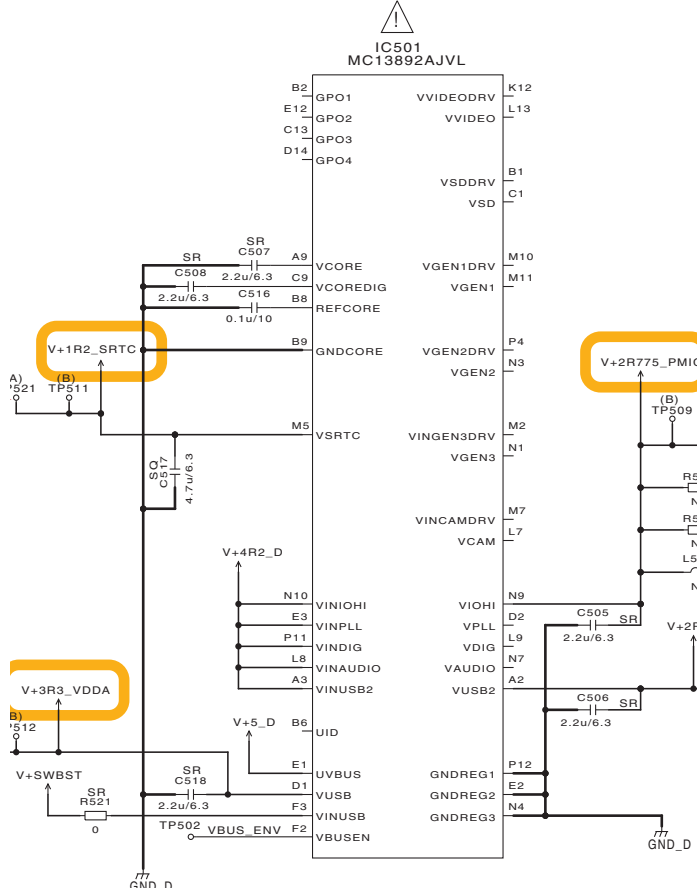 IC501
MC13892AJVL
B2 GPO1 VVIDEODRV K12
E12 GPO2 VVIDEO L13
C13 GPO3
D14 GPO4
VSDDRV B1
VSD C1
SR
C507
2.2u/6.3
A9 VCORE VGEN1DRV M10
SR
C508
2.2u/6.3
C9 VCOREDIG VGEN1 M11
C516
0.1u/10
B8 REFCORE
V+1R2_SRTC
B9 GNDCORE VGEN2DRV P4
VGEN2 N3
V+2R775_PMIC
A)
P521
(B)
TP511
(B)
TP509
M5 VSRTC VINGEN3DRV M2
VGEN3 N1
SQ
C517
4.7u/6.3
R5
N
VINCAMDRV M7
R5
N
VCAM L7
V+4R2_D
L5
N
N10 VINIOHI VIOHI N9
E3 VINPLL VPLL D2
C505
SR
2.2u/6.3
P11 VINDIG VDIG L9
V+2R
L8 VINAUDIO VAUDIO N7
A3 VINUSB2 VUSB2 A2
V+3R3_VDDA
C506
SR
2.2u/6.3
B)
P512
V+5_D
B6 UID
E1 UVBUS GNDREG1 P12
V+SWBST
SR
C518
2.2u/6.3
D1 VUSB GNDREG2 E2
SR
R521
0
F3 VINUSB GNDREG3 N4
TP502
VBUS_ENV
F2 VBUSEN
GND_D
GND_D